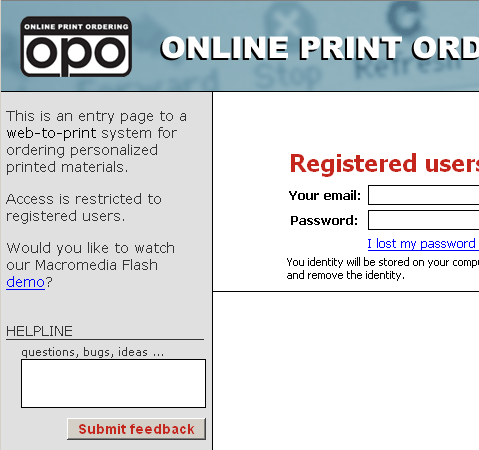 ONLINE PRINT ORDERING
opo
ONLINE PRINT ORD
Forward
Stop
Refresh
This is an entry page to a
web-to-print system for
ordering personalized
printed materials.
Access is restricted to
registered users.
Would you like to watch
our Macromedia Flash
demo?
HELPLINE
questions, bugs, ideas ...
Submit feedback
Registered users
Your email:
Password:
I lost my password
You identity will be stored on your compu
and remove the identity.